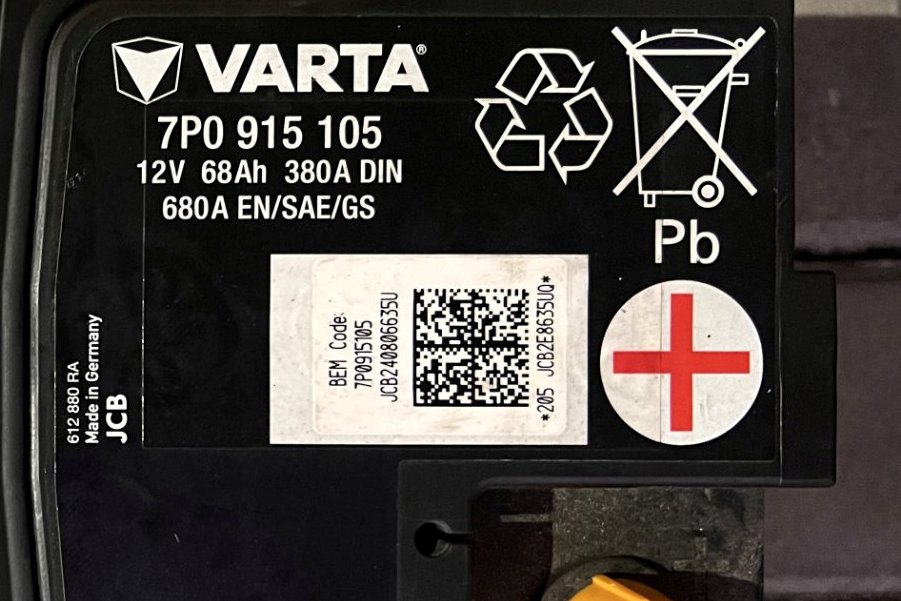 VARTA®
7P0 915 105
12V 68Ah 380A DIN
680A EN/SAE/GS
Pb
BEM Code:
7P0915105
JCB240806635U
*205 JCB2E8635UQ*
612 880 RA
Made in Germany
JCB